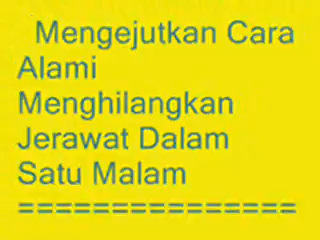 Mengejutkan Cara
Alami
Menghilangkan
Jerawat Dalam
Satu Malam
===============